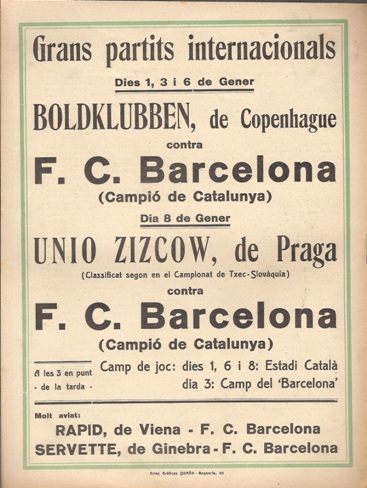 Grans partits internacionals
Dies 1, 3 i 6 de Gener
BOLDKLUBBEN, de Copenhague
contra
F. C. Barcelona
(Campió de Catalunya)
Dia 8 de Gener
UNIO ZIZCOW, de Praga
(Classificat segon en el Campionat de Txec-Slovàquia)
contra
F. C. Barcelona
(Campió de Catalunya)
A les 3 en punt
- de la tarda -
Camp de joc: dies 1, 6 i 8: Estadi Català
dia 3: Camp del 'Barcelona'
Molt aviat:
RAPID, de Viena - F. C. Barcelona
SERVETTE, de Ginebra - F. C. Barcelona
Artes Gráficas